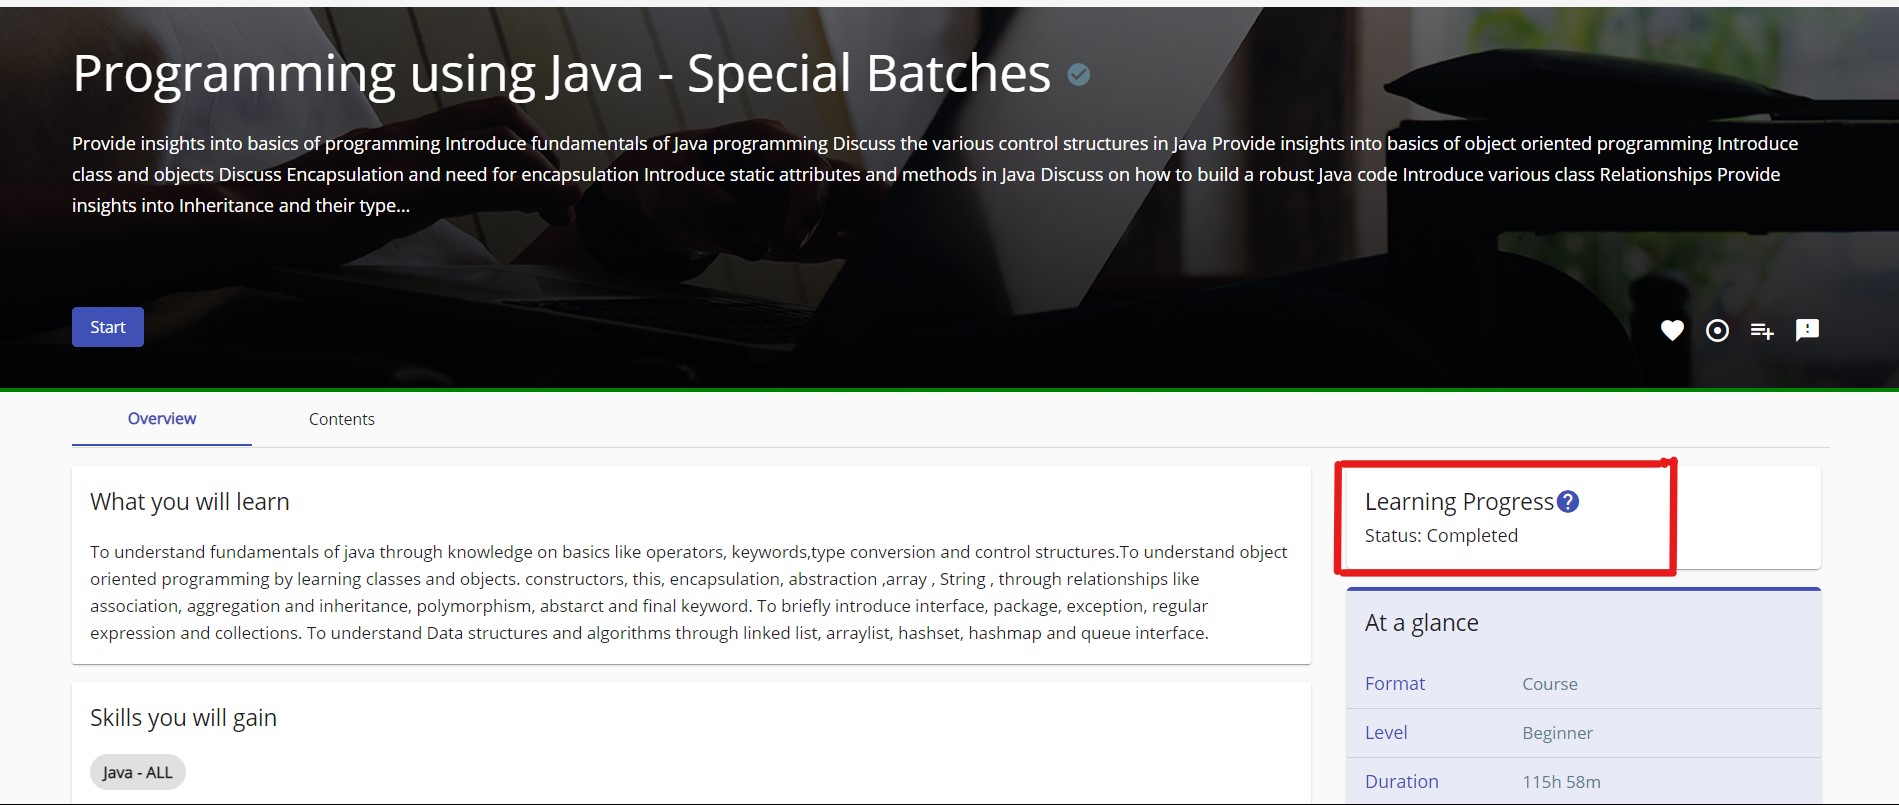 Programming using Java - Special Batches
Provide insights into basics of programming Introduce fundamentals of Java programming Discuss the various control structures in Java Provide insights into basics of object oriented programming Introduce
class and objects Discuss Encapsulation and need for encapsulation Introduce static attributes and methods in Java Discuss on how to build a robust Java code Introduce various class Relationships Provide
insights into Inheritance and their type...
Start
Overview
Contents
What you will learn
To understand fundamentals of java through knowledge on basics like operators, keywords,type conversion and control structures.To understand object
oriented programming by learning classes and objects. constructors, this, encapsulation, abstraction ,array , String , through relationships like
association, aggregation and inheritance, polymorphism, abstarct and final keyword. To briefly introduce interface, package, exception, regular
expression and collections. To understand Data structures and algorithms through linked list, arraylist, hashset, hashmap and queue interface.
Skills you will gain
Java - ALL
Learning Progress ?
Status: Completed
At a glance
Format Course
Level Beginner
Duration 115h 58m